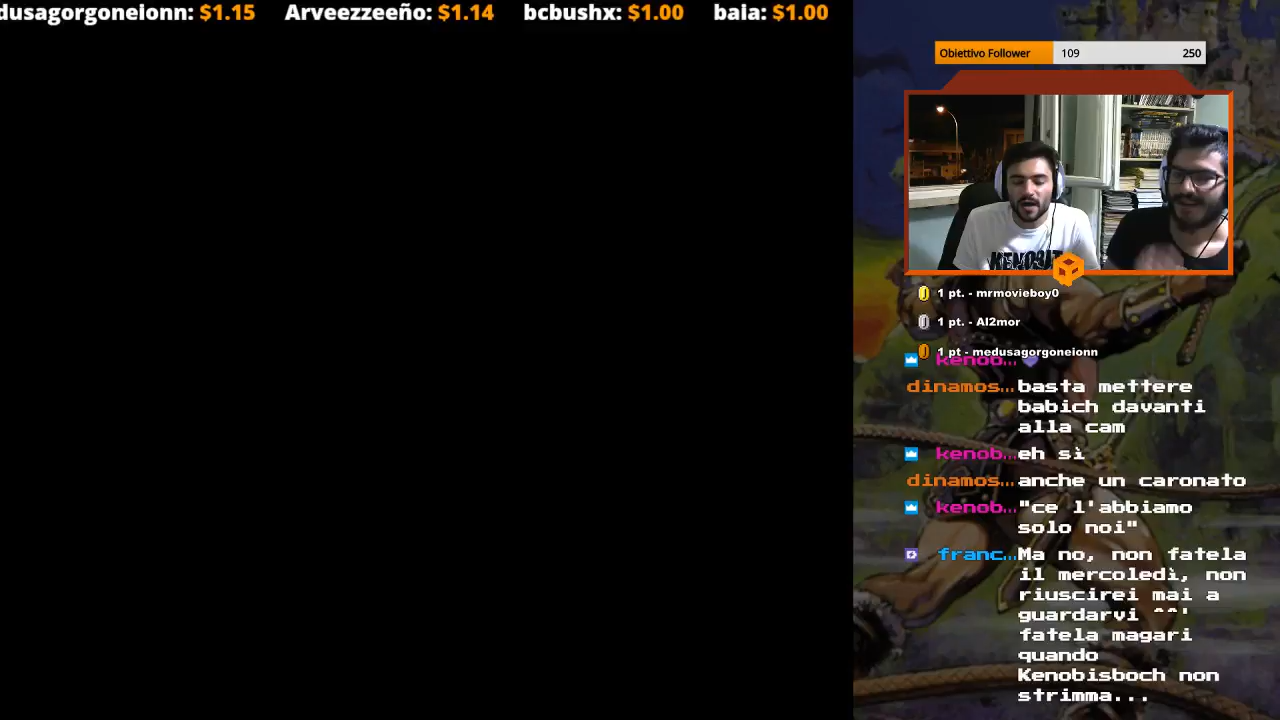 dusagorgoneionn: $1.15 Arveezzeeño: $1.14 bcbushx: $1.00 baia: $1.00
Obiettivo Follower 109 250
KENOBIT
1 pt. - mrmovieboy0
1 pt. - Al2mor
1 pt - medusagorgoneionn
kenob...
dinamos... basta mettere
babich davanti
alla cam
kenob... eh sì
dinamos... anche un caronato
kenob... "ce l'abbiamo
solo noi"
franc... Ma no, non fatela
il mercoledì, non
riuscirei mai a
guardarvi ^^'
fatela magari
quando
Kenobisboch non
strimma...